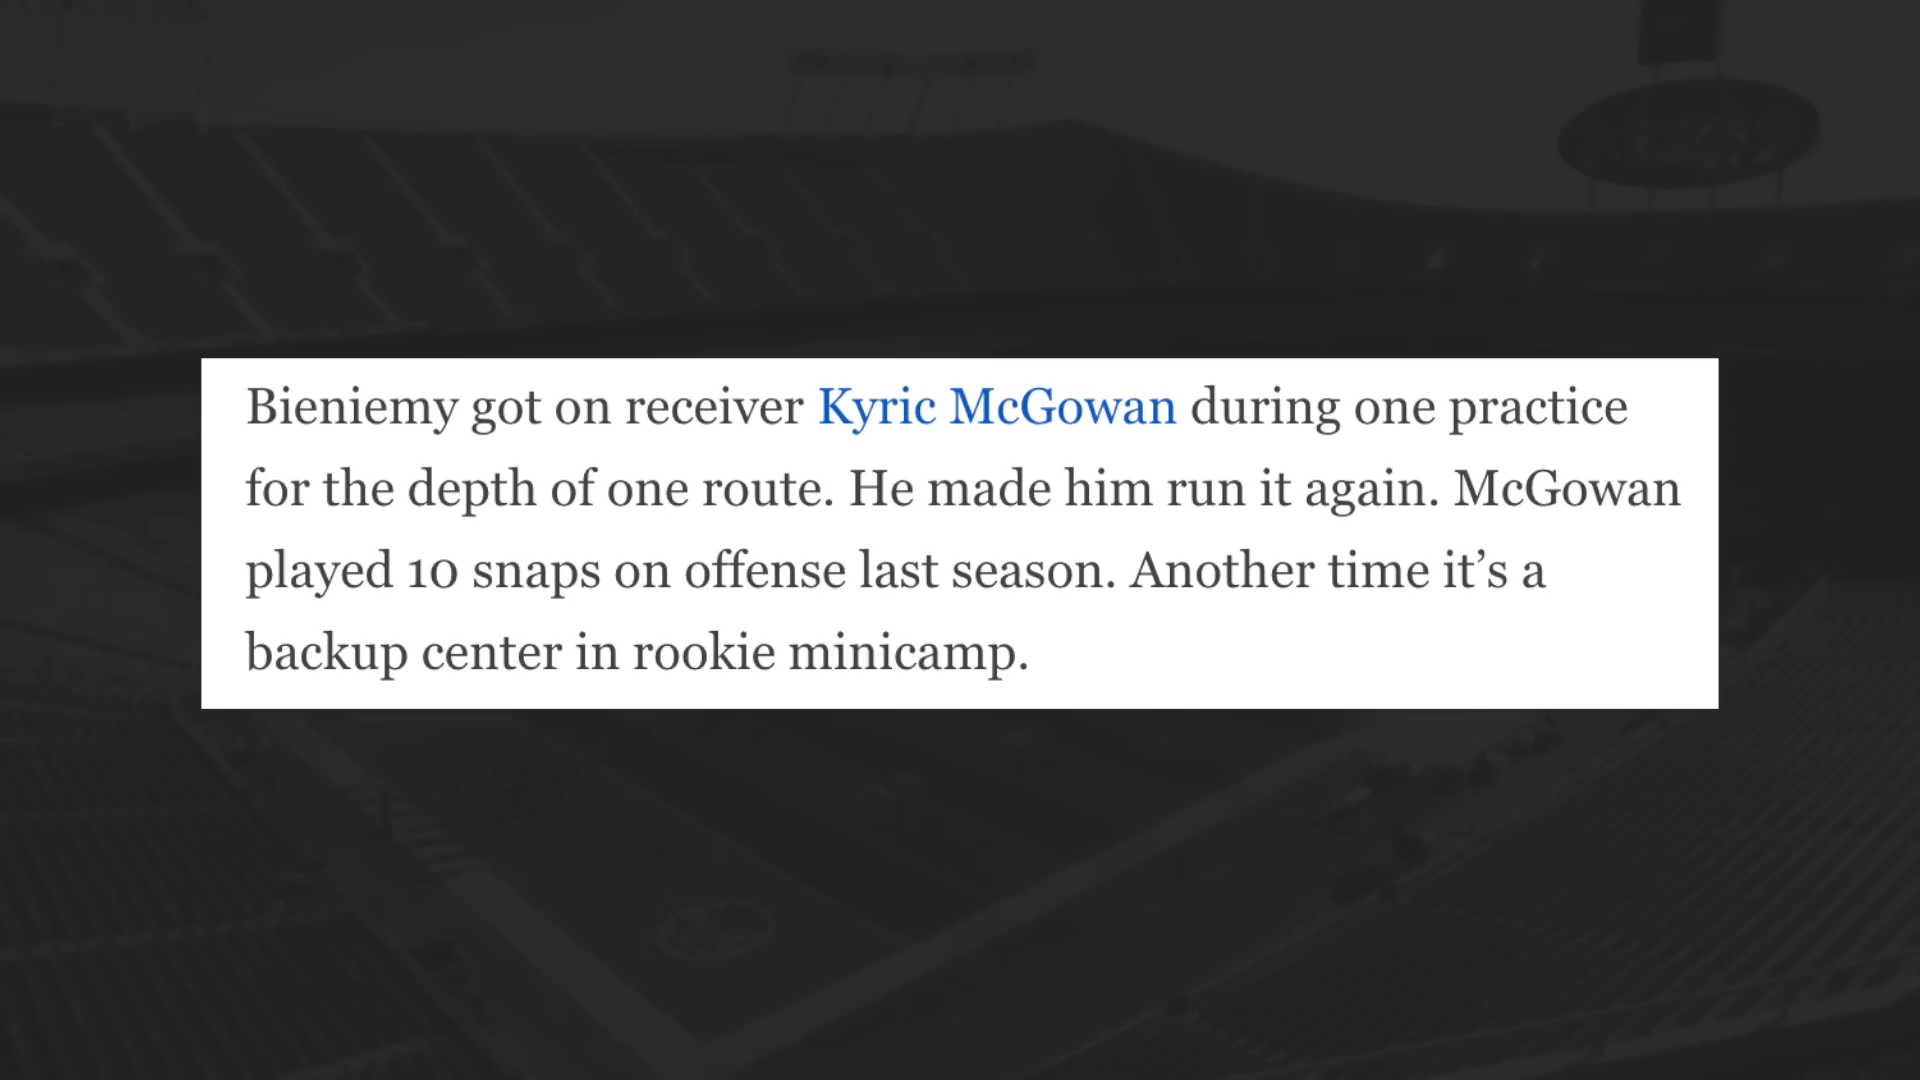 Bieniemy got on receiver Kyric McGowan during one practice
for the depth of one route. He made him run it again. McGowan
played 10 snaps on offense last season. Another time it’s a
backup center in rookie minicamp.